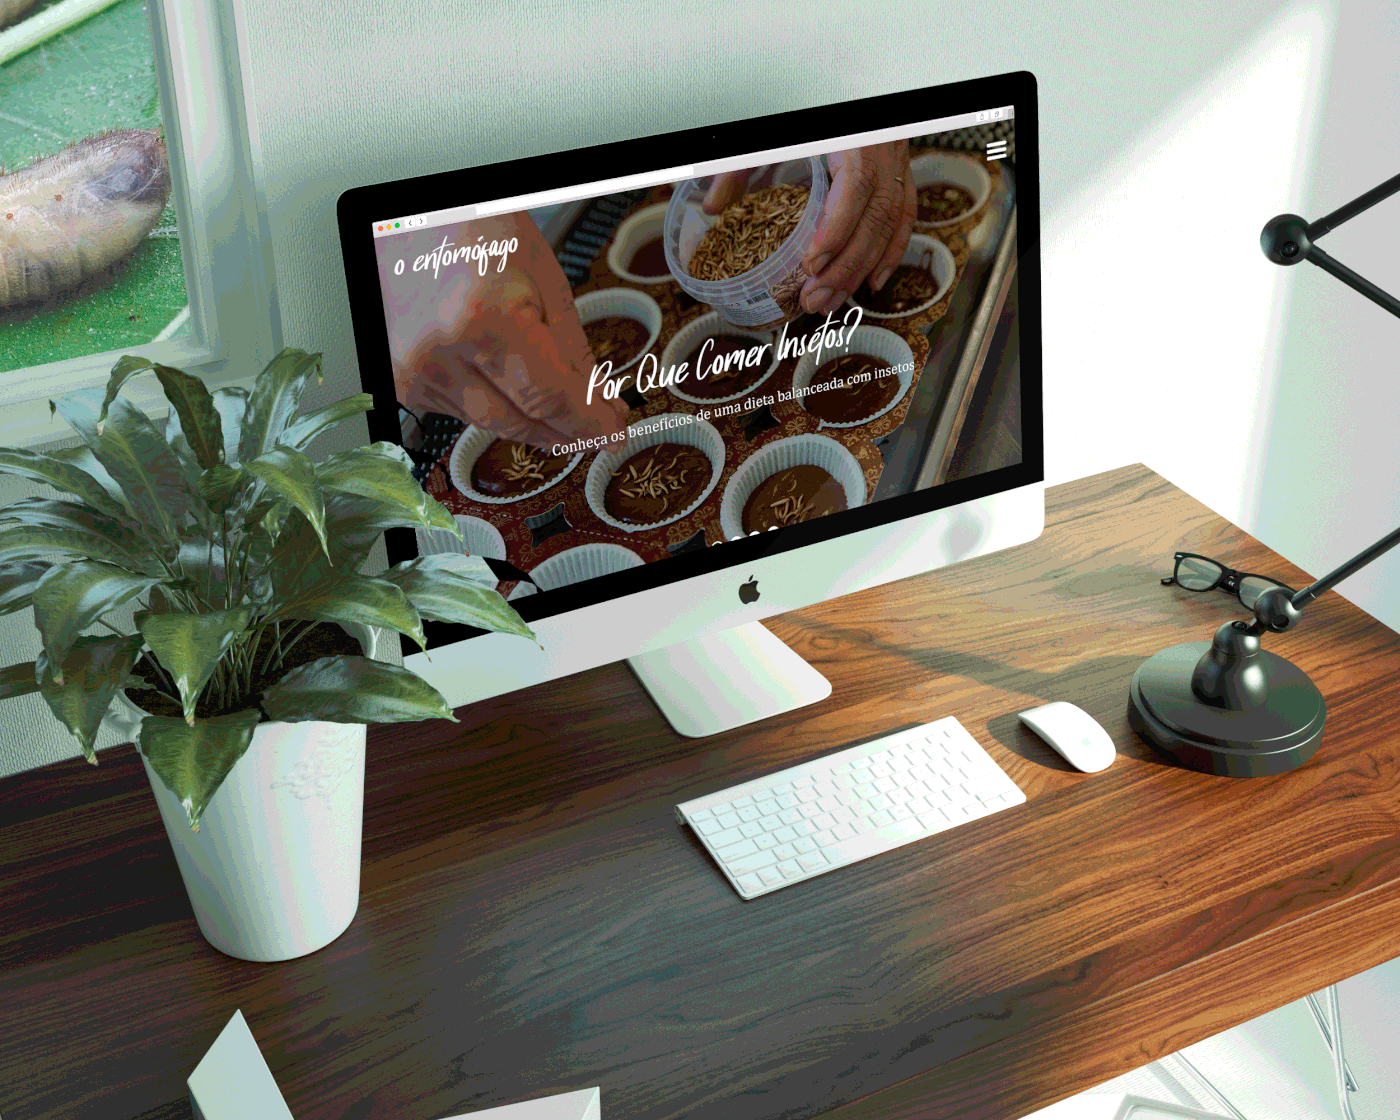 o entomófago
Por Que Comer Insetos?
Conheça os benefícios de uma dieta balanceada com insetos